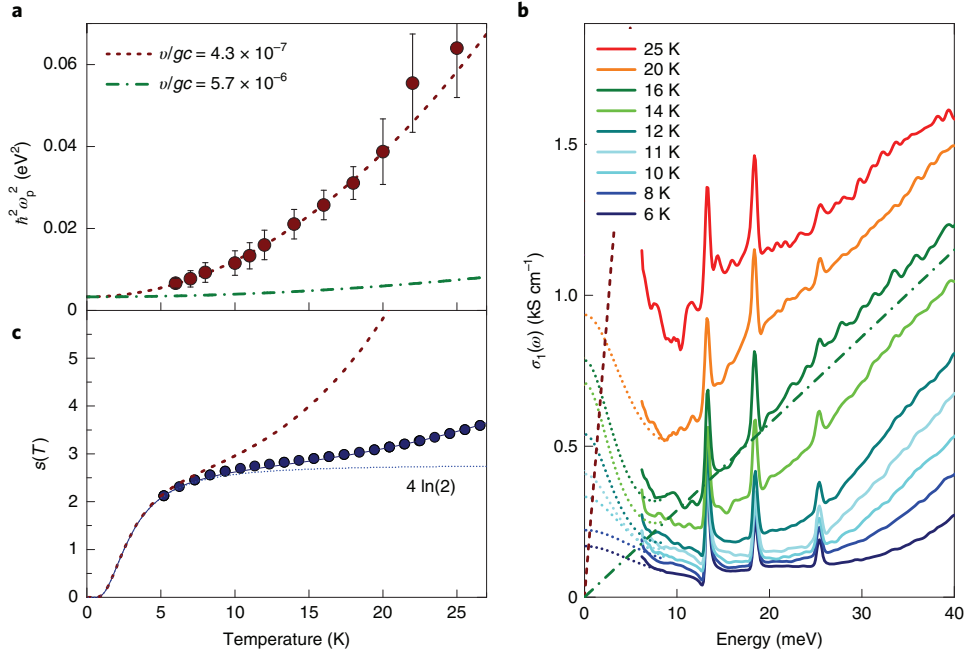 a
ħ²ωₚ² (eV²)
0.06
0.04
0.02
0
υ/gc = 4.3 × 10⁻⁷
υ/gc = 5.7 × 10⁻⁶
c
s(T)
5
4
3
2
1
0
4 ln(2)
0 5 10 15 20 25
Temperature (K)
b
σ₁(ω) (kS cm⁻¹)
1.5
1.0
0.5
0
25 K
20 K
16 K
14 K
12 K
11 K
10 K
8 K
6 K
0 10 20 30 40
Energy (meV)